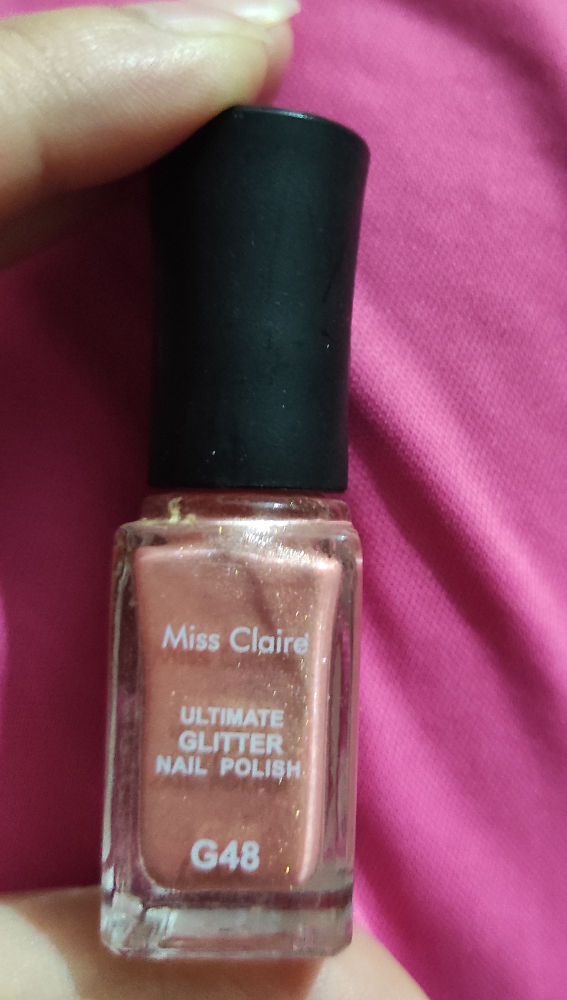 Miss Claire
ULTIMATE
GLITTER
NAIL POLISH
G48